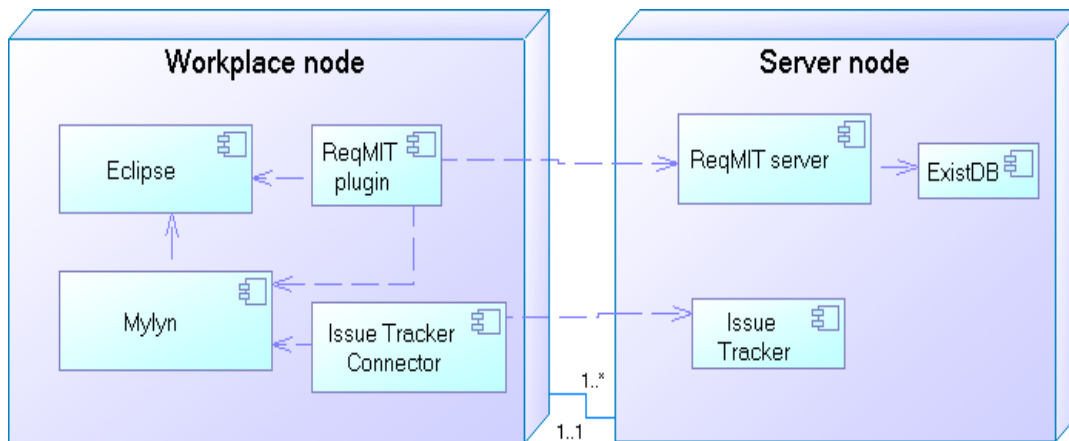 Workplace node
Server node
Eclipse
ReqMIT
plugin
ReqMIT server
ExistDB
Mylyn
Issue Tracker
Connector
Issue
Tracker
1..*
1..1